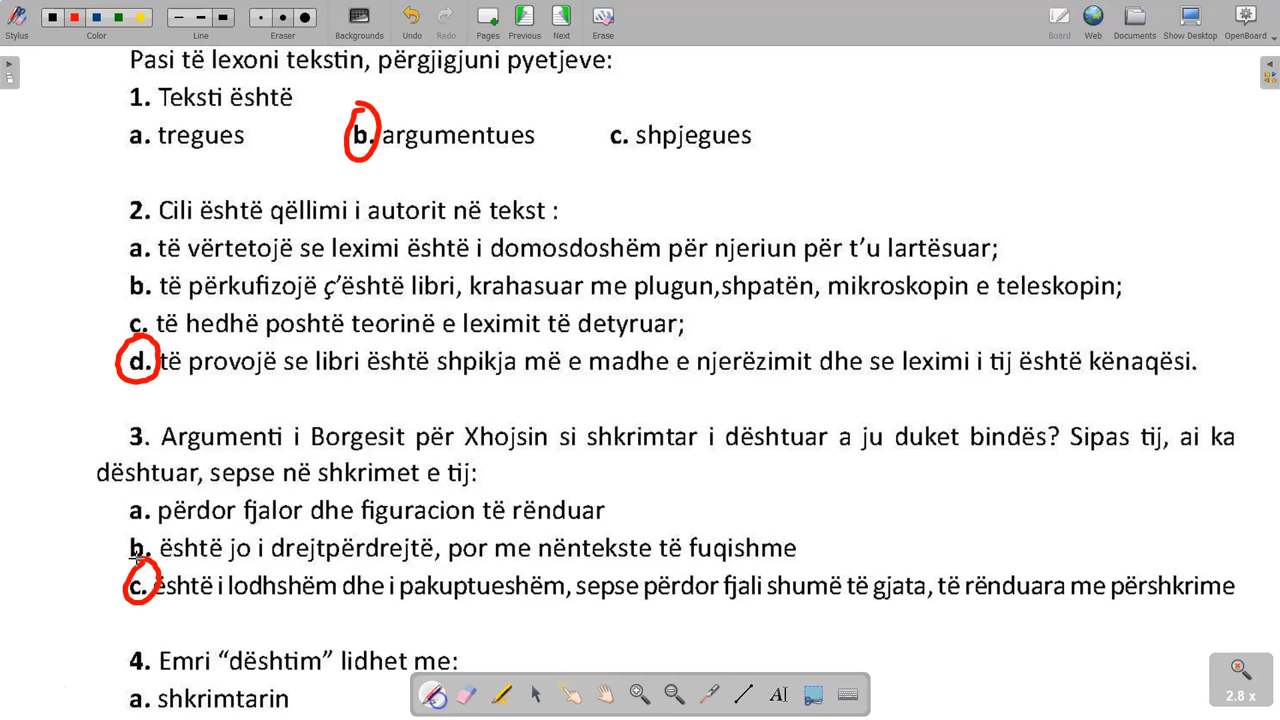 Stylus Color Line Eraser Backgrounds Undo Redo Pages Previous Next Erase Board Web Documents Show Desktop OpenBoard
Pasi të lexoni tekstin, përgjigjuni pyetjeve:
1. Teksti është
a. tregues b. argumentues c. shpjegues
2. Cili është qëllimi i autorit në tekst :
a. të vërtetojë se leximi është i domosdoshëm për njeriun për t’u lartësuar;
b. të përkufizojë ç’është libri, krahasuar me plugun,shpatën, mikroskopin e teleskopin;
c. të hedhë poshtë teorinë e leximit të detyruar;
d. të provojë se libri është shpikja më e madhe e njerëzimit dhe se leximi i tij është kënaqësi.
3. Argumenti i Borgesit për Xhojsin si shkrimtar i dështuar a ju duket bindës? Sipas tij, ai ka
dështuar, sepse në shkrimet e tij:
a. përdor fjalor dhe figuracion të rënduar
b. është jo i drejtpërdrejtë, por me nëntekste të fuqishme
c. është i lodhshëm dhe i pakuptueshëm, sepse përdor fjali shumë të gjata, të rënduara me përshkrime
4. Emri “dështim” lidhet me:
a. shkrimtarin
2.8 x